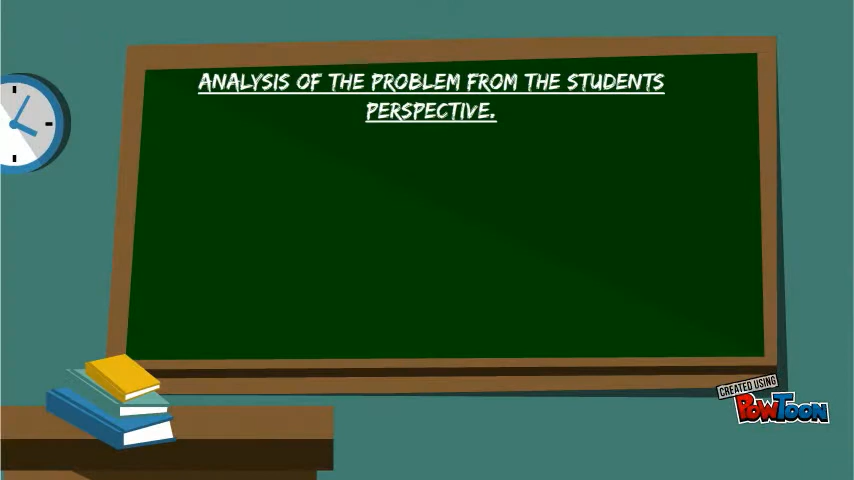 ANALYSIS OF THE PROBLEM FROM THE STUDENTS
PERSPECTIVE.
CREATED USING
POWTOON